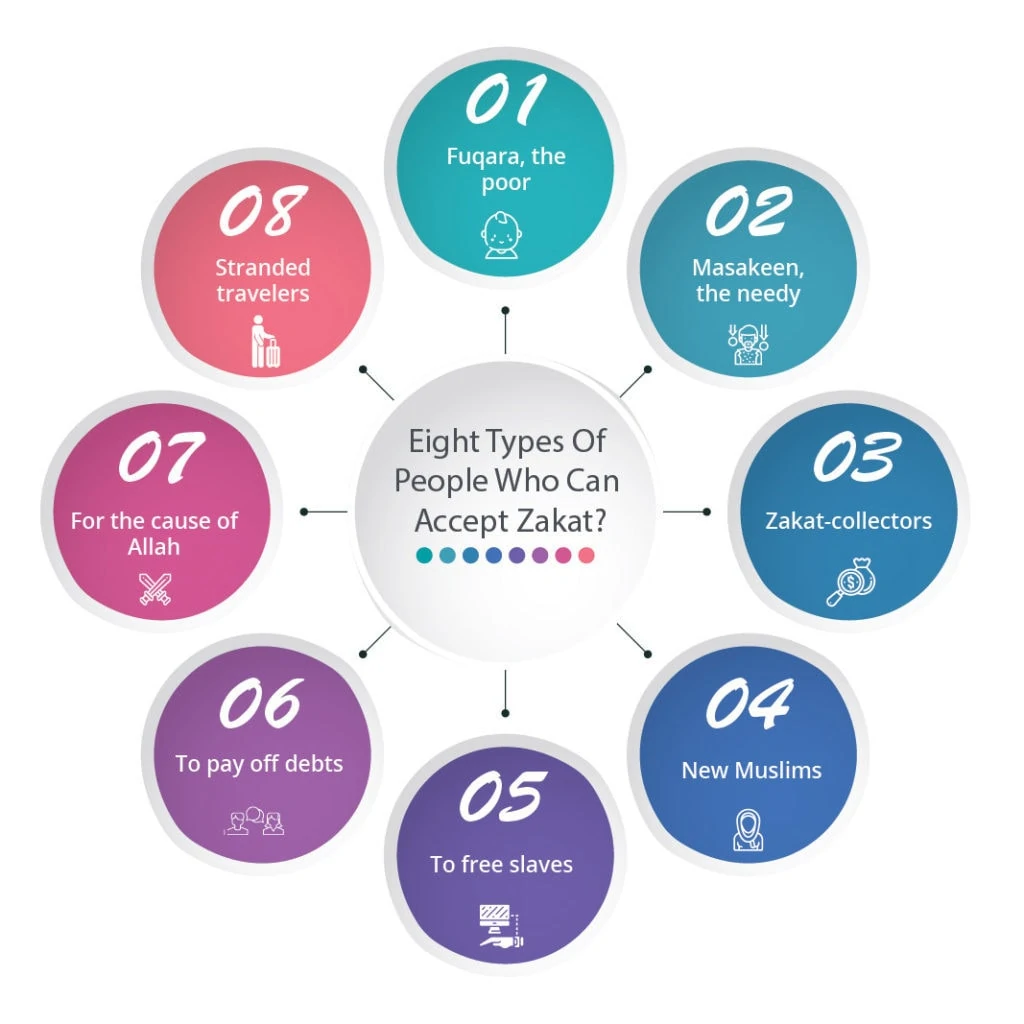 Eight Types Of
People Who Can
Accept Zakat?
01
Fuqara, the
poor
02
Masakeen,
the needy
03
Zakat-collectors
04
New Muslims
05
To free slaves
06
To pay off debts
07
For the cause of
Allah
08
Stranded
travelers
$